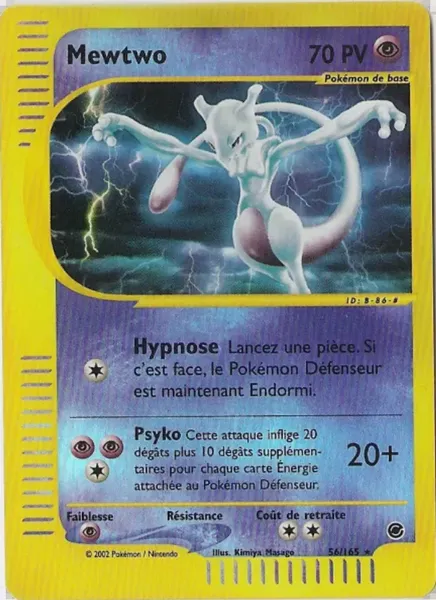 Mewtwo 70 PV
Pokémon de base
ID: B-86-#
Hypnose Lancez une pièce. Si
c'est face, le Pokémon Défenseur
est maintenant Endormi.
Psyko Cette attaque inflige 20
dégâts plus 10 dégâts supplémen-
taires pour chaque carte Énergie
attachée au Pokémon Défenseur.
20+
Faiblesse Résistance Coût de retraite
© 2002 Pokémon / Nintendo Illus. Kimiya Masago 56/165 ★